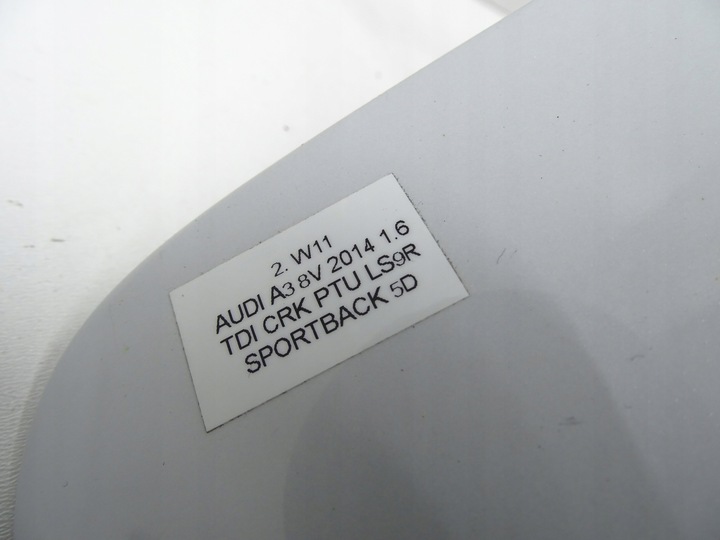 2. W11
AUDI A3 8V 2014 1.6
TDI CRK PTU LS9R
SPORTBACK 5D